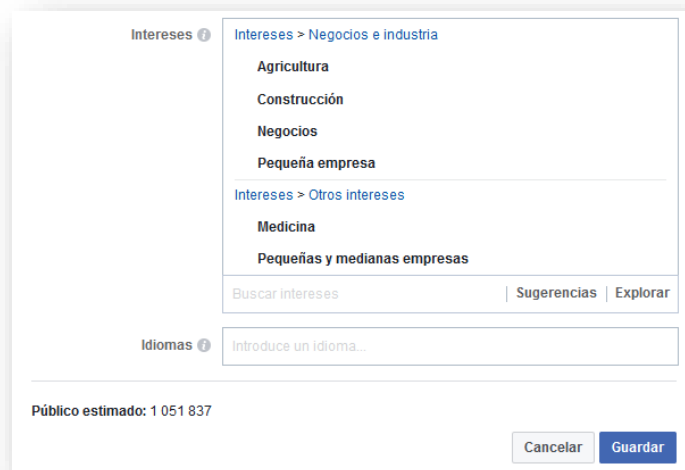 Intereses
Intereses > Negocios e industria
Agricultura
Construcción
Negocios
Pequeña empresa
Intereses > Otros intereses
Medicina
Pequeñas y medianas empresas
Buscar intereses | Sugerencias | Explorar
Idiomas
Introduce un idioma...
Público estimado: 1 051 837
Cancelar Guardar